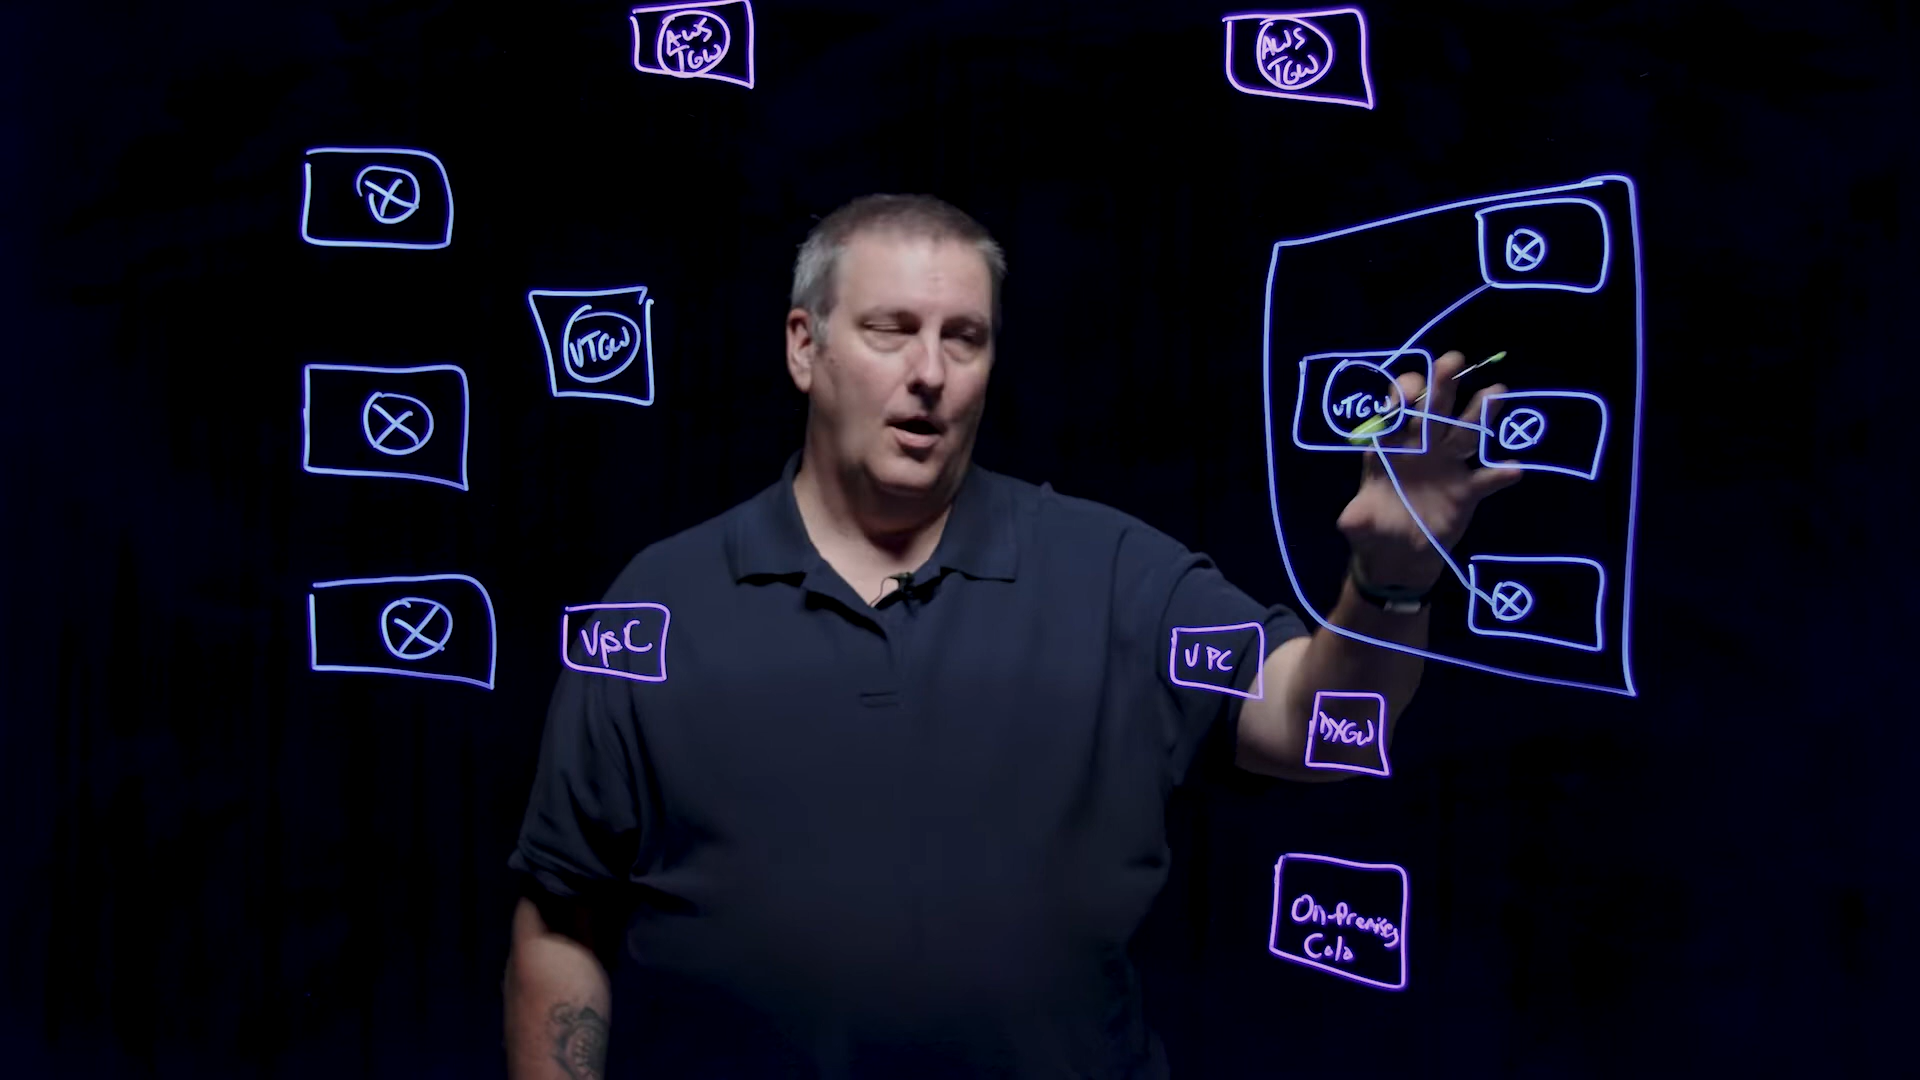 AWS
TGW
AWS
TGW
VTGW
VTGW
VPC
VPC
DXGW
On-Premises
Colo